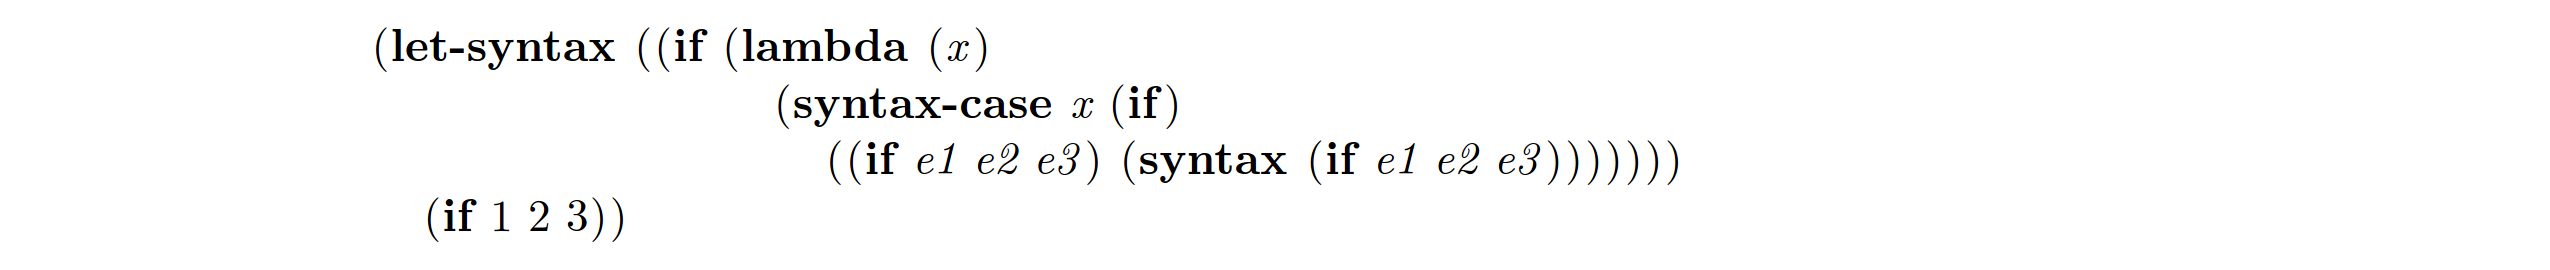 (let-syntax ((if (lambda (x)
(syntax-case x (if)
((if e1 e2 e3) (syntax (if e1 e2 e3)))))))
(if 1 2 3))